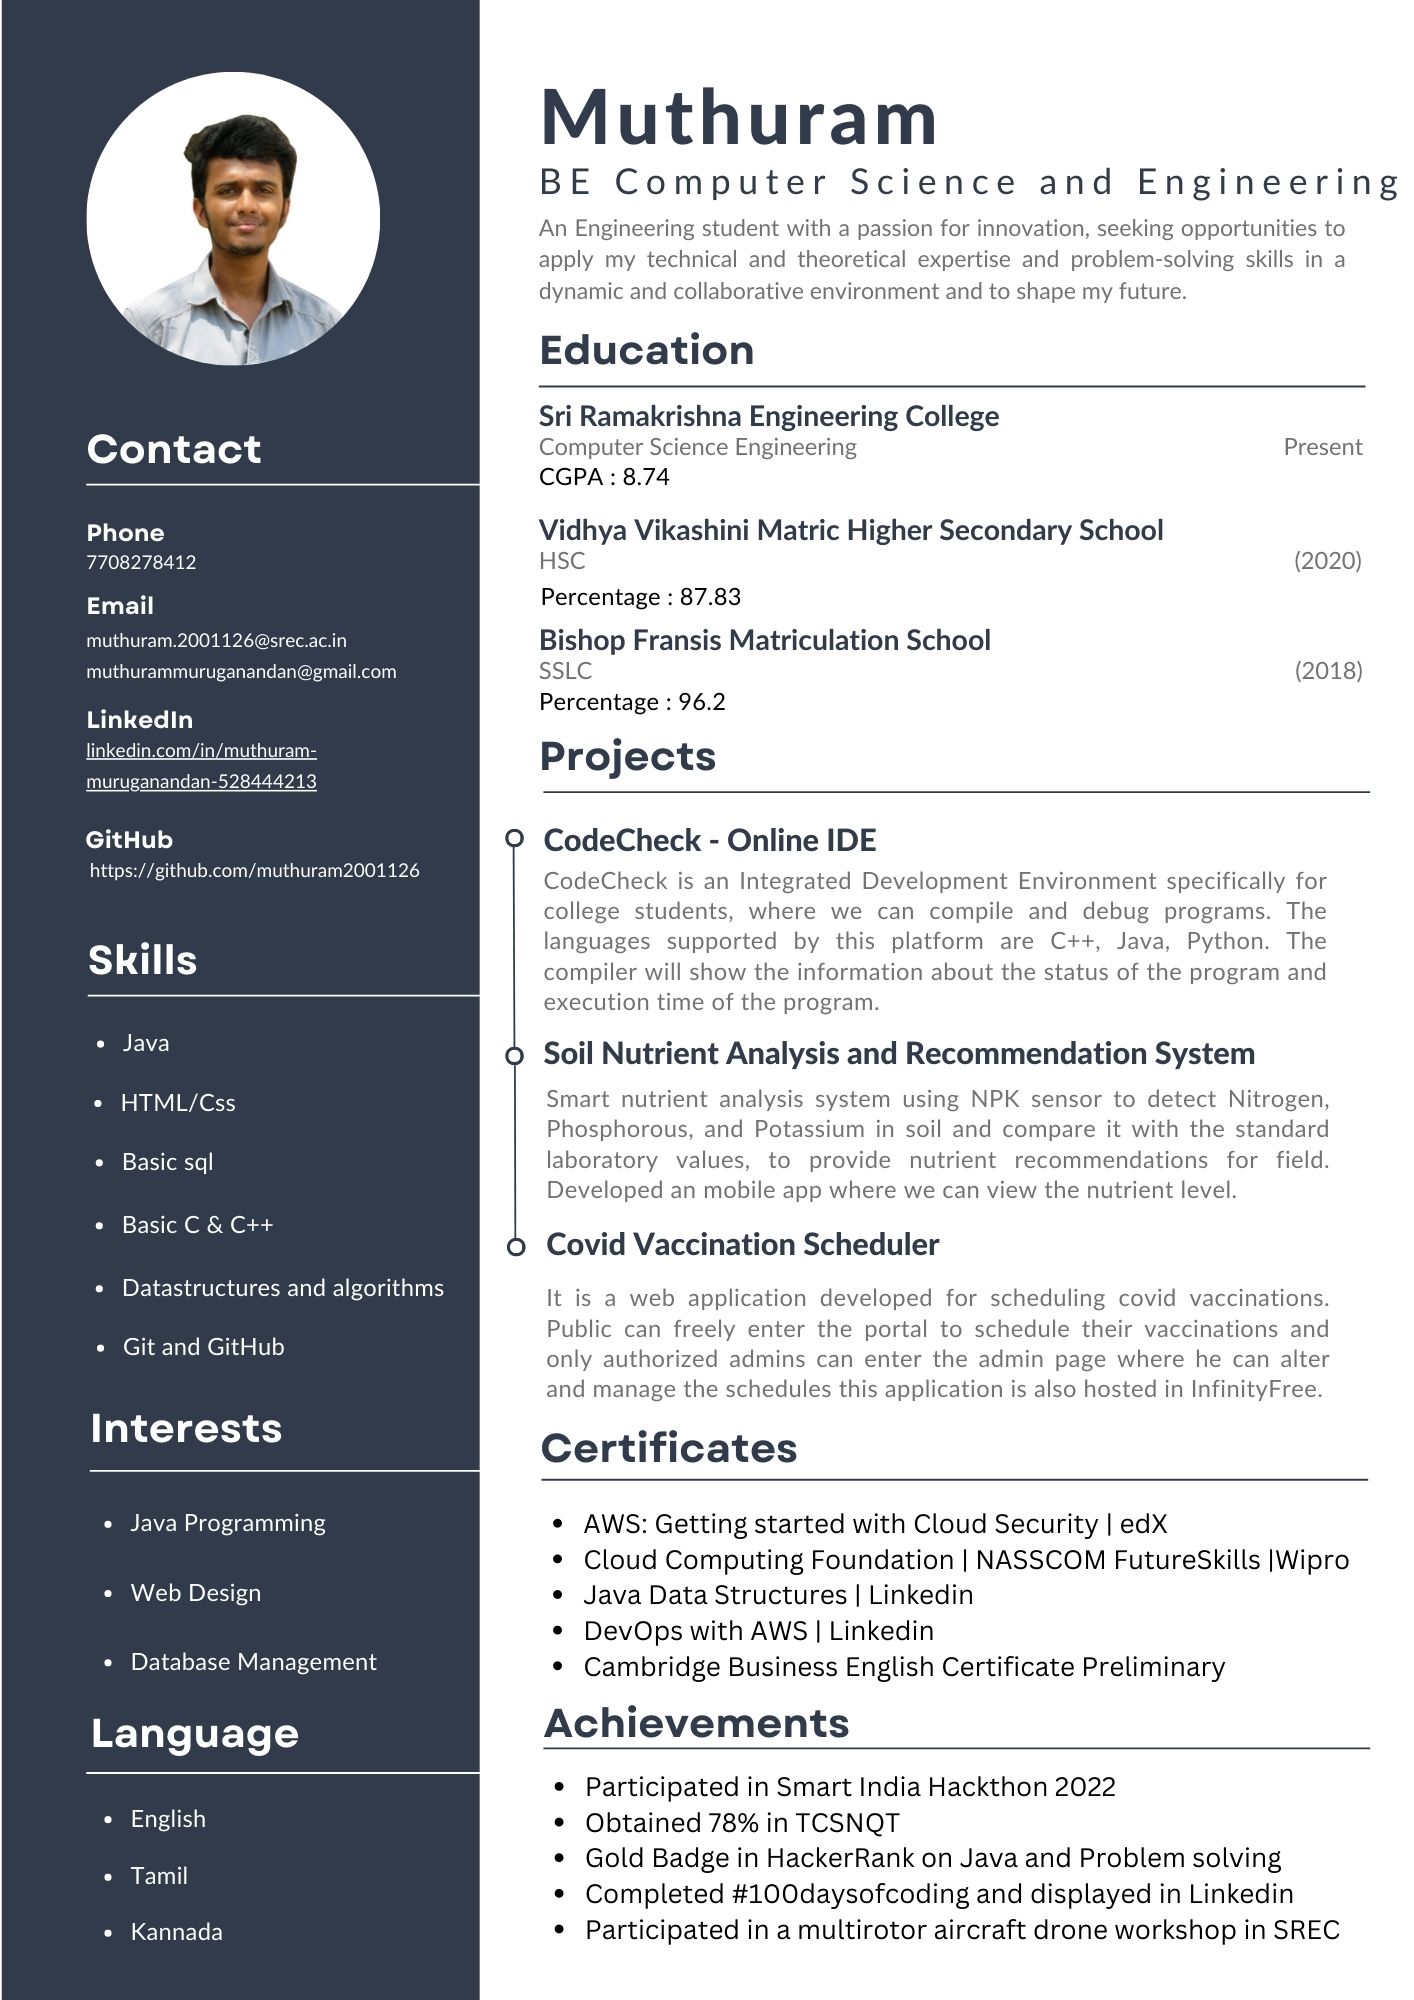 Contact
Phone
7708278412
Email
muthuram.2001126@srec.ac.in
muthurammuruganandan@gmail.com
LinkedIn
linkedin.com/in/muthuram-
muruganandan-528444213
GitHub
https://github.com/muthuram2001126
Skills
• Java
• HTML/Css
• Basic sql
• Basic C & C++
• Datastructures and algorithms
• Git and GitHub
Interests
• Java Programming
• Web Design
• Database Management
Language
• English
• Tamil
• Kannada
Muthuram
BE Computer Science and Engineering
An Engineering student with a passion for innovation, seeking opportunities to
apply my technical and theoretical expertise and problem-solving skills in a
dynamic and collaborative environment and to shape my future.
Education
Sri Ramakrishna Engineering College
Computer Science Engineering Present
CGPA : 8.74
Vidhya Vikashini Matric Higher Secondary School
HSC (2020)
Percentage : 87.83
Bishop Fransis Matriculation School
SSLC (2018)
Percentage : 96.2
Projects
CodeCheck - Online IDE
CodeCheck is an Integrated Development Environment specifically for
college students, where we can compile and debug programs. The
languages supported by this platform are C++, Java, Python. The
compiler will show the information about the status of the program and
execution time of the program.
Soil Nutrient Analysis and Recommendation System
Smart nutrient analysis system using NPK sensor to detect Nitrogen,
Phosphorous, and Potassium in soil and compare it with the standard
laboratory values, to provide nutrient recommendations for field.
Developed an mobile app where we can view the nutrient level.
Covid Vaccination Scheduler
It is a web application developed for scheduling covid vaccinations.
Public can freely enter the portal to schedule their vaccinations and
only authorized admins can enter the admin page where he can alter
and manage the schedules this application is also hosted in InfinityFree.
Certificates
• AWS: Getting started with Cloud Security | edX
• Cloud Computing Foundation | NASSCOM FutureSkills |Wipro
• Java Data Structures | Linkedin
• DevOps with AWS | Linkedin
• Cambridge Business English Certificate Preliminary
Achievements
• Participated in Smart India Hackthon 2022
• Obtained 78% in TCSNQT
• Gold Badge in HackerRank on Java and Problem solving
• Completed #100daysofcoding and displayed in Linkedin
• Participated in a multirotor aircraft drone workshop in SREC